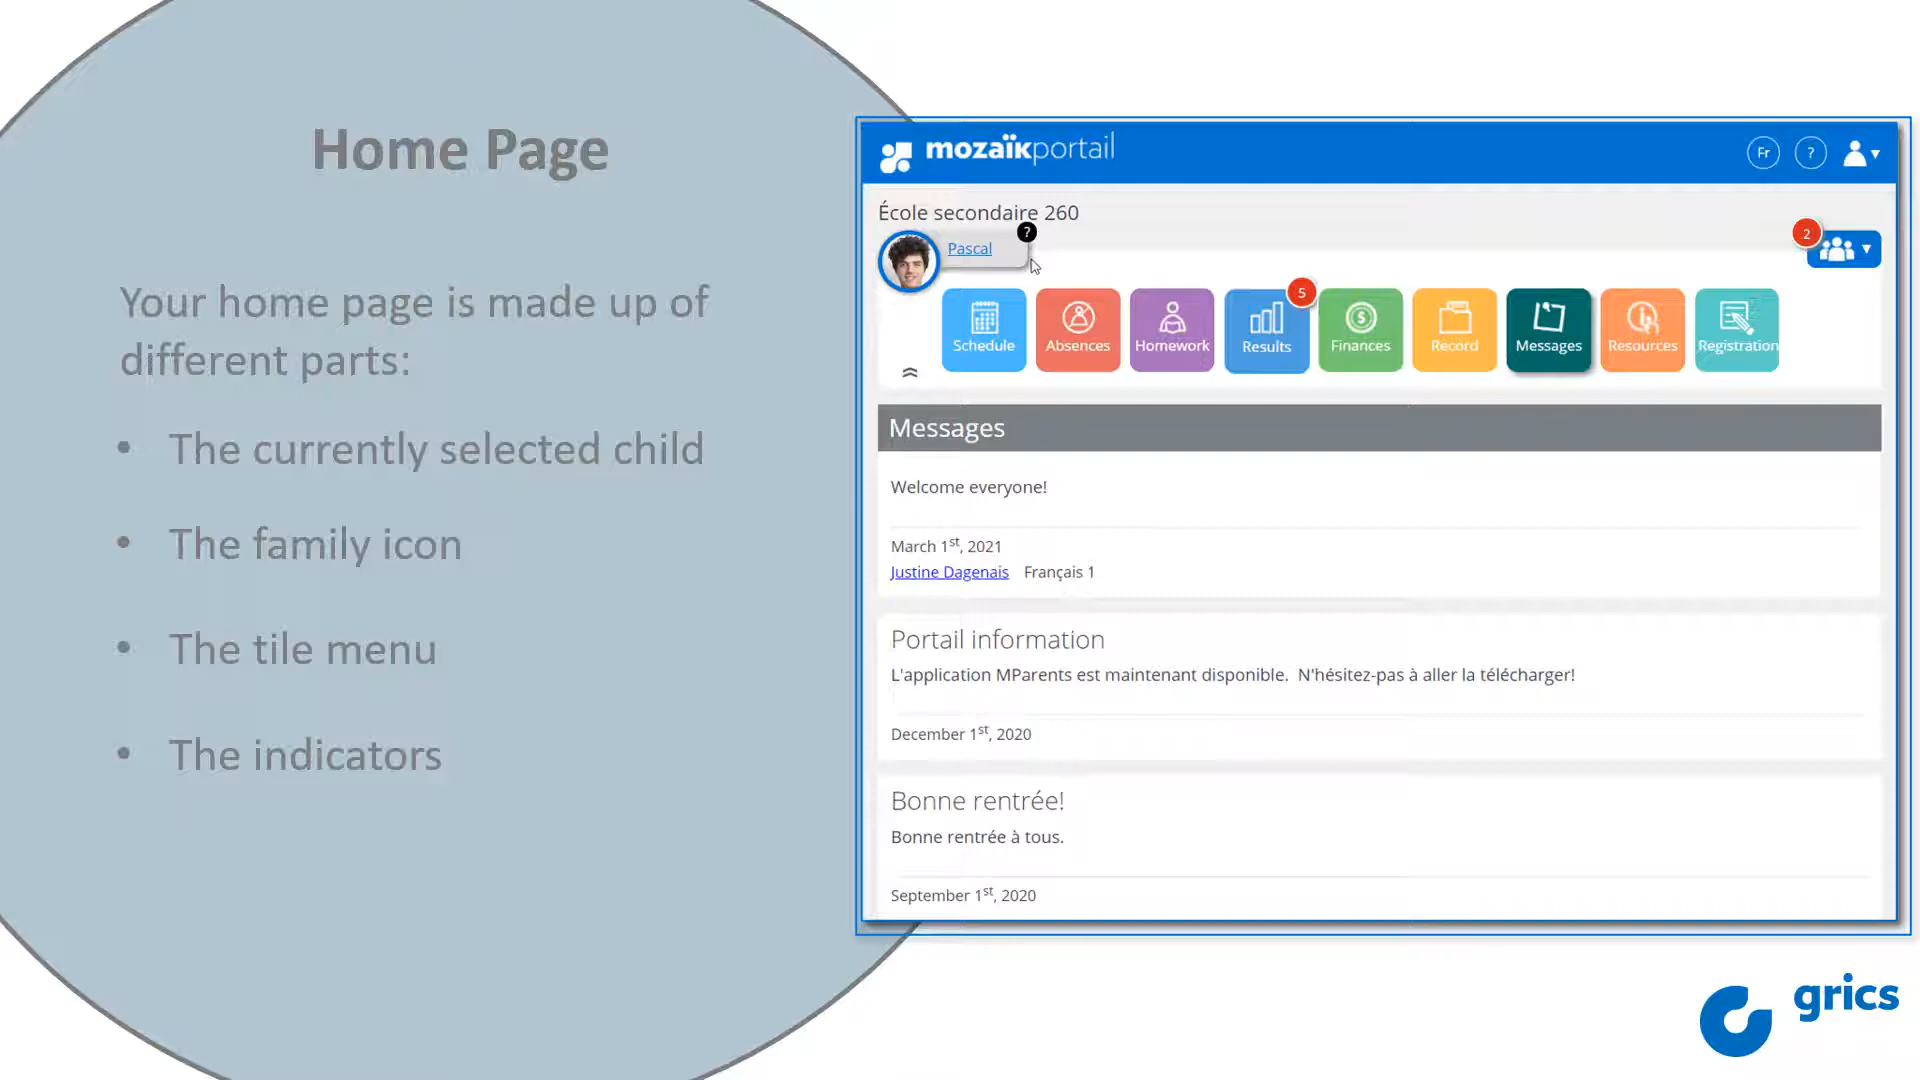 Home Page
Your home page is made up of
different parts:
• The currently selected child
• The family icon
• The tile menu
• The indicators
mozaïkportail
Fr
?
École secondaire 260
Pascal
?
2
Schedule
Absences
Homework
Results
5
Finances
Record
Messages
Resources
Registration
Messages
Welcome everyone!
March 1st, 2021
Justine Dagenais Français 1
Portail information
L'application MParents est maintenant disponible. N'hésitez-pas à aller la télécharger!
December 1st, 2020
Bonne rentrée!
Bonne rentrée à tous.
September 1st, 2020
grics